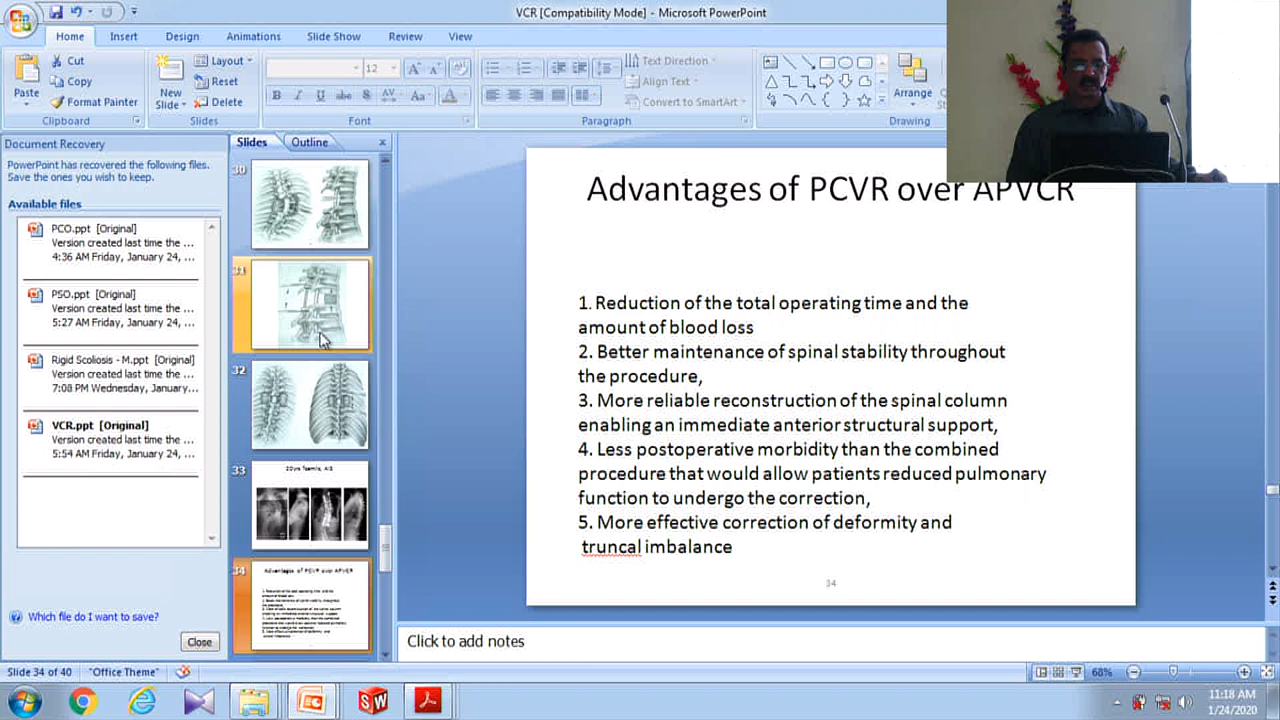 VCR [Compatibility Mode] - Microsoft PowerPoint
Home Insert Design Animations Slide Show Review View
Paste
Cut
Copy
Format Painter
Clipboard
New
Slide
Layout
Reset
Delete
Slides
12
B I U abc S AV Aa A
Font
Text Direction
Align Text
Convert to SmartArt
Paragraph
Arrange
Drawing
Document Recovery
PowerPoint has recovered the following files.
Save the ones you wish to keep.
Available files
PCO.ppt [Original]
Version created last time the ...
4:36 AM Friday, January 24, ...
PSO.ppt [Original]
Version created last time the ...
5:27 AM Friday, January 24, ...
Rigid Scoliosis - M.ppt [Original]
Version created last time the ...
7:08 PM Wednesday, January...
VCR.ppt [Original]
Version created last time the ...
5:54 AM Friday, January 24, ...
Which file do I want to save?
Close
Slides Outline
30
31
32
33
34
Advantages of PCVR over APVCR
Advantages of PCVR over APVCR
1. Reduction of the total operating time and the
amount of blood loss
2. Better maintenance of spinal stability throughout
the procedure,
3. More reliable reconstruction of the spinal column
enabling an immediate anterior structural support,
4. Less postoperative morbidity than the combined
procedure that would allow patients reduced pulmonary
function to undergo the correction,
5. More effective correction of deformity and
truncal imbalance
34
Click to add notes
Slide 34 of 40 "Office Theme" 68%
11:18 AM
1/24/2020